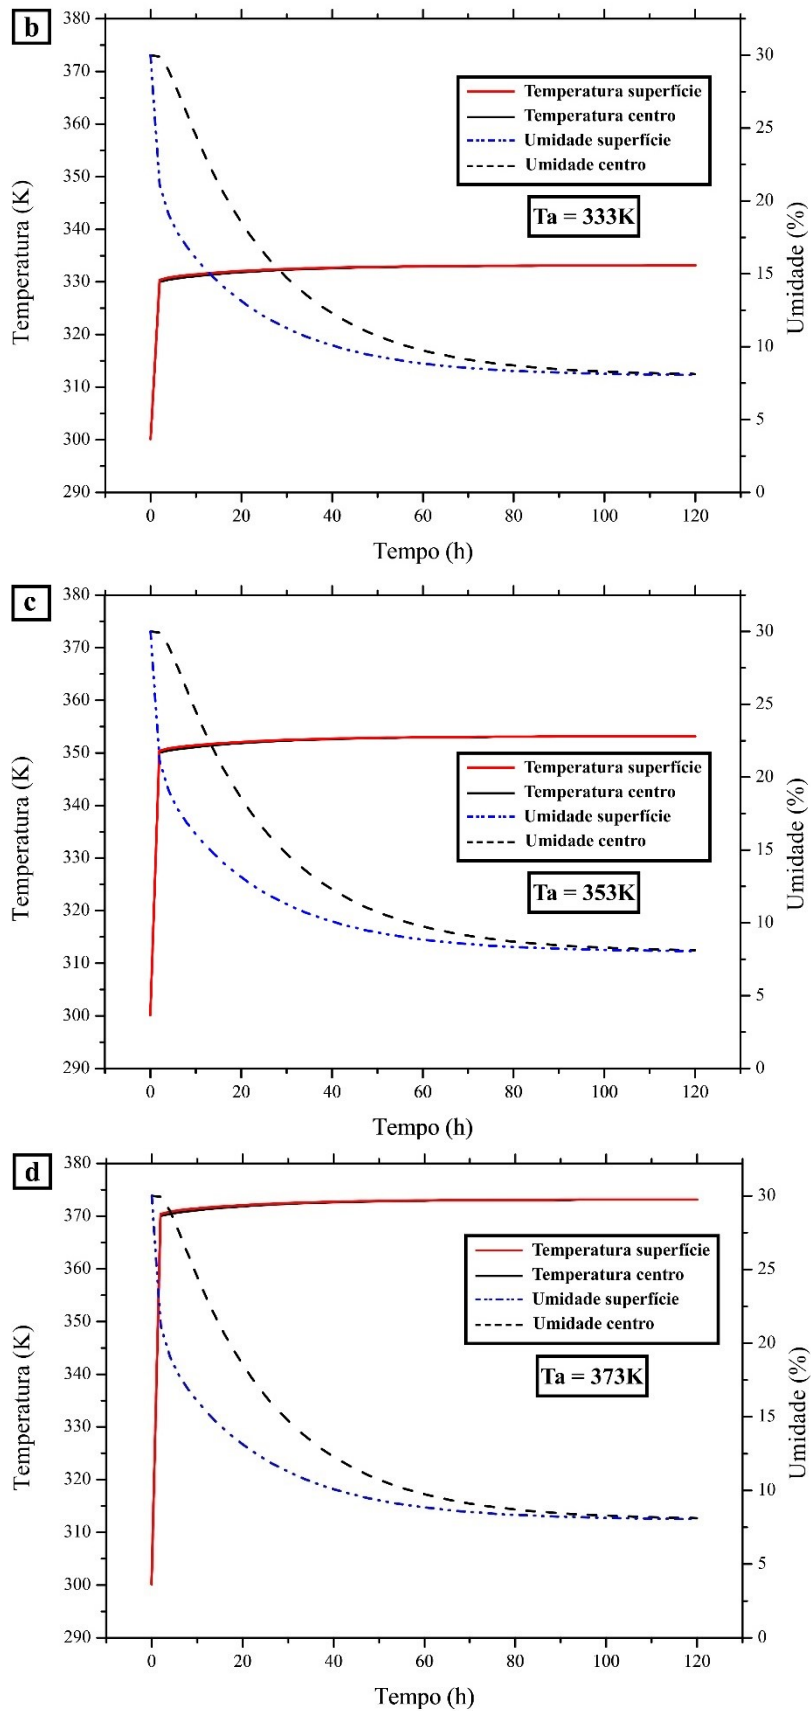 b
380
370
360
350
340
330
320
310
300
290
Temperatura (K)
Temperatura superfície
Temperatura centro
Umidade superfície
Umidade centro
Ta = 333K
30
25
20
15
10
5
0
Umidade (%)
0 20 40 60 80 100 120
Tempo (h)
c
380
370
360
350
340
330
320
310
300
290
Temperatura (K)
Temperatura superfície
Temperatura centro
Umidade superfície
Umidade centro
Ta = 353K
30
25
20
15
10
5
0
Umidade (%)
0 20 40 60 80 100 120
Tempo (h)
d
380
370
360
350
340
330
320
310
300
290
Temperatura (K)
Temperatura superfície
Temperatura centro
Umidade superfície
Umidade centro
Ta = 373K
30
25
20
15
10
5
0
Umidade (%)
0 20 40 60 80 100 120
Tempo (h)